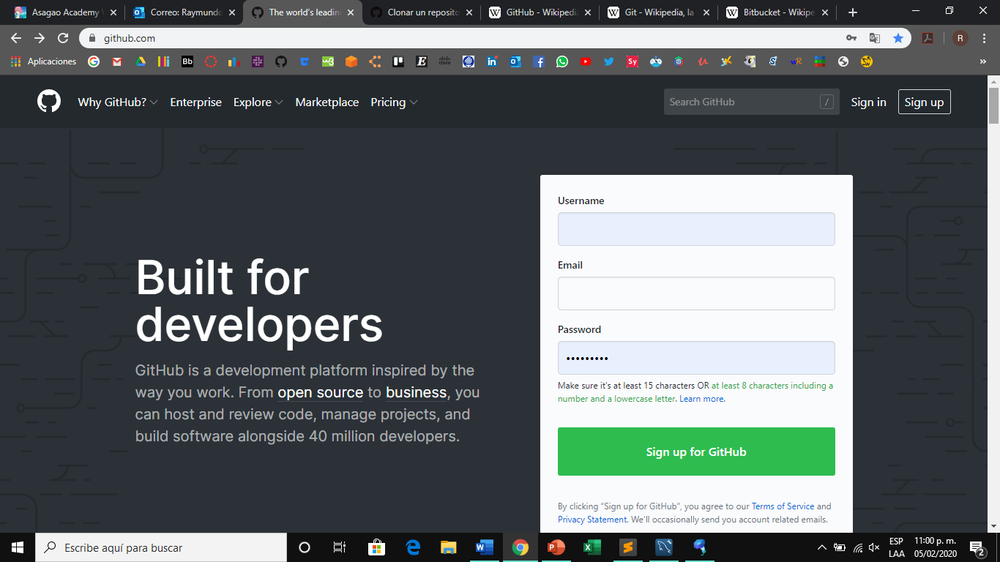 Asagao Academy
Correo: Raymundo
The world's leadin
Clonar un reposito
GitHub - Wikipedi
Git - Wikipedia, la
Bitbucket - Wikipe
github.com
R
Aplicaciones
Why GitHub? Enterprise Explore Marketplace Pricing
Search GitHub /
Sign in
Sign up
Built for
developers
GitHub is a development platform inspired by the
way you work. From open source to business, you
can host and review code, manage projects, and
build software alongside 40 million developers.
Username
Email
Password
Make sure it's at least 15 characters OR at least 8 characters including a
number and a lowercase letter. Learn more.
Sign up for GitHub
By clicking “Sign up for GitHub”, you agree to our Terms of Service and
Privacy Statement. We’ll occasionally send you account related emails.
Escribe aquí para buscar
ESP
LAA
11:00 p. m.
05/02/2020
2